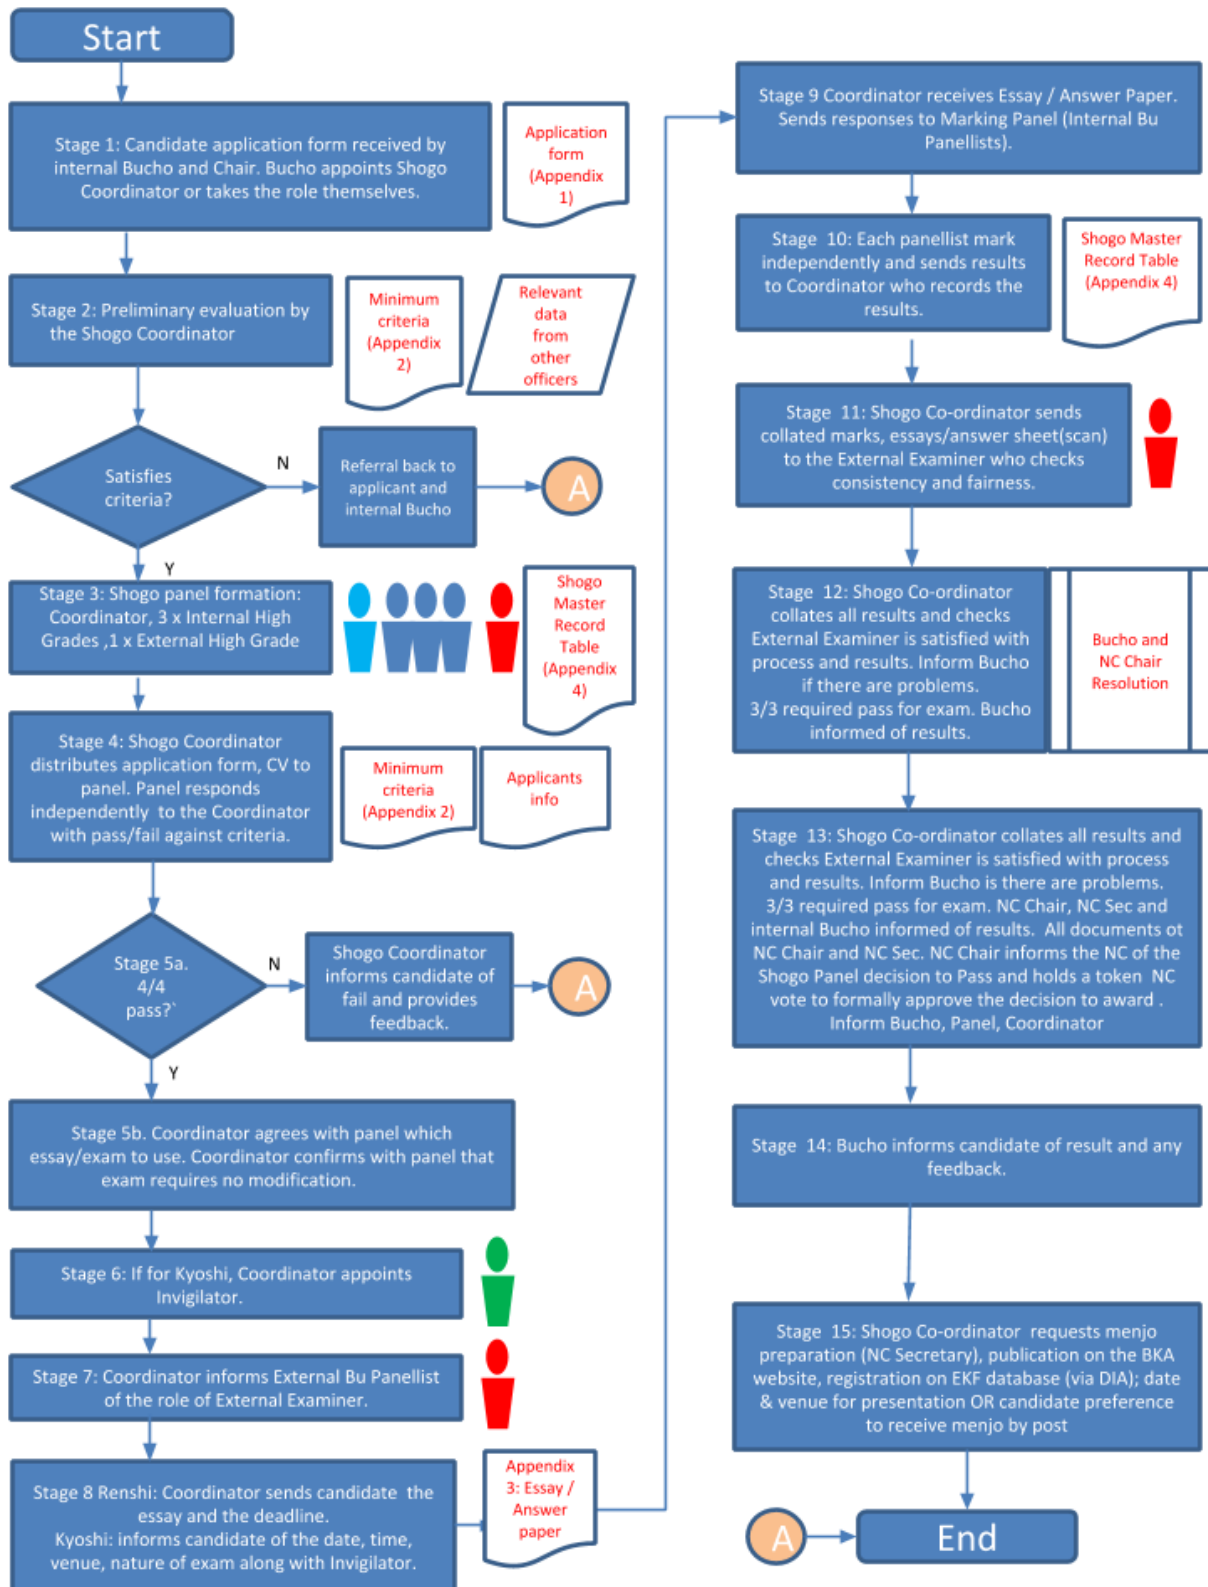 Start
Stage 1: Candidate application form received by
internal Bucho and Chair. Bucho appoints Shogo
Coordinator or takes the role themselves.
Application
form
(Appendix
1)
Stage 2: Preliminary evaluation by
the Shogo Coordinator
Minimum
criteria
(Appendix
2)
Relevant
data
from
other
officers
Satisfies
criteria?
N
Referral back to
applicant and
internal Bucho
A
Y
Stage 3: Shogo panel formation:
Coordinator, 3 x Internal High
Grades ,1 x External High Grade
Shogo
Master
Record
Table
(Appendix
4)
Stage 4: Shogo Coordinator
distributes application form, CV to
panel. Panel responds
independently to the Coordinator
with pass/fail against criteria.
Minimum
criteria
(Appendix 2)
Applicants
info
Stage 5a.
4/4
pass?`
N
Shogo Coordinator
informs candidate of
fail and provides
feedback.
A
Y
Stage 5b. Coordinator agrees with panel which
essay/exam to use. Coordinator confirms with panel that
exam requires no modification.
Stage 6: If for Kyoshi, Coordinator appoints
Invigilator.
Stage 7: Coordinator informs External Bu Panellist
of the role of External Examiner.
Stage 8 Renshi: Coordinator sends candidate the
essay and the deadline.
Kyoshi: informs candidate of the date, time,
venue, nature of exam along with Invigilator.
Appendix
3: Essay /
Answer
paper
Stage 9 Coordinator receives Essay / Answer Paper.
Sends responses to Marking Panel (Internal Bu
Panellists).
Stage 10: Each panellist mark
independently and sends results
to Coordinator who records the
results.
Shogo Master
Record Table
(Appendix 4)
Stage 11: Shogo Co-ordinator sends
collated marks, essays/answer sheet(scan)
to the External Examiner who checks
consistency and fairness.
Stage 12: Shogo Co-ordinator
collates all results and checks
External Examiner is satisfied with
process and results. Inform Bucho
if there are problems.
3/3 required pass for exam. Bucho
informed of results.
Bucho and
NC Chair
Resolution
Stage 13: Shogo Co-ordinator collates all results and
checks External Examiner is satisfied with process
and results. Inform Bucho is there are problems.
3/3 required pass for exam. NC Chair, NC Sec and
internal Bucho informed of results. All documents ot
NC Chair and NC Sec. NC Chair informs the NC of the
Shogo Panel decision to Pass and holds a token NC
vote to formally approve the decision to award .
Inform Bucho, Panel, Coordinator
Stage 14: Bucho informs candidate of result and any
feedback.
Stage 15: Shogo Co-ordinator requests menjo
preparation (NC Secretary), publication on the BKA
website, registration on EKF database (via DIA); date
& venue for presentation OR candidate preference
to receive menjo by post
A
End